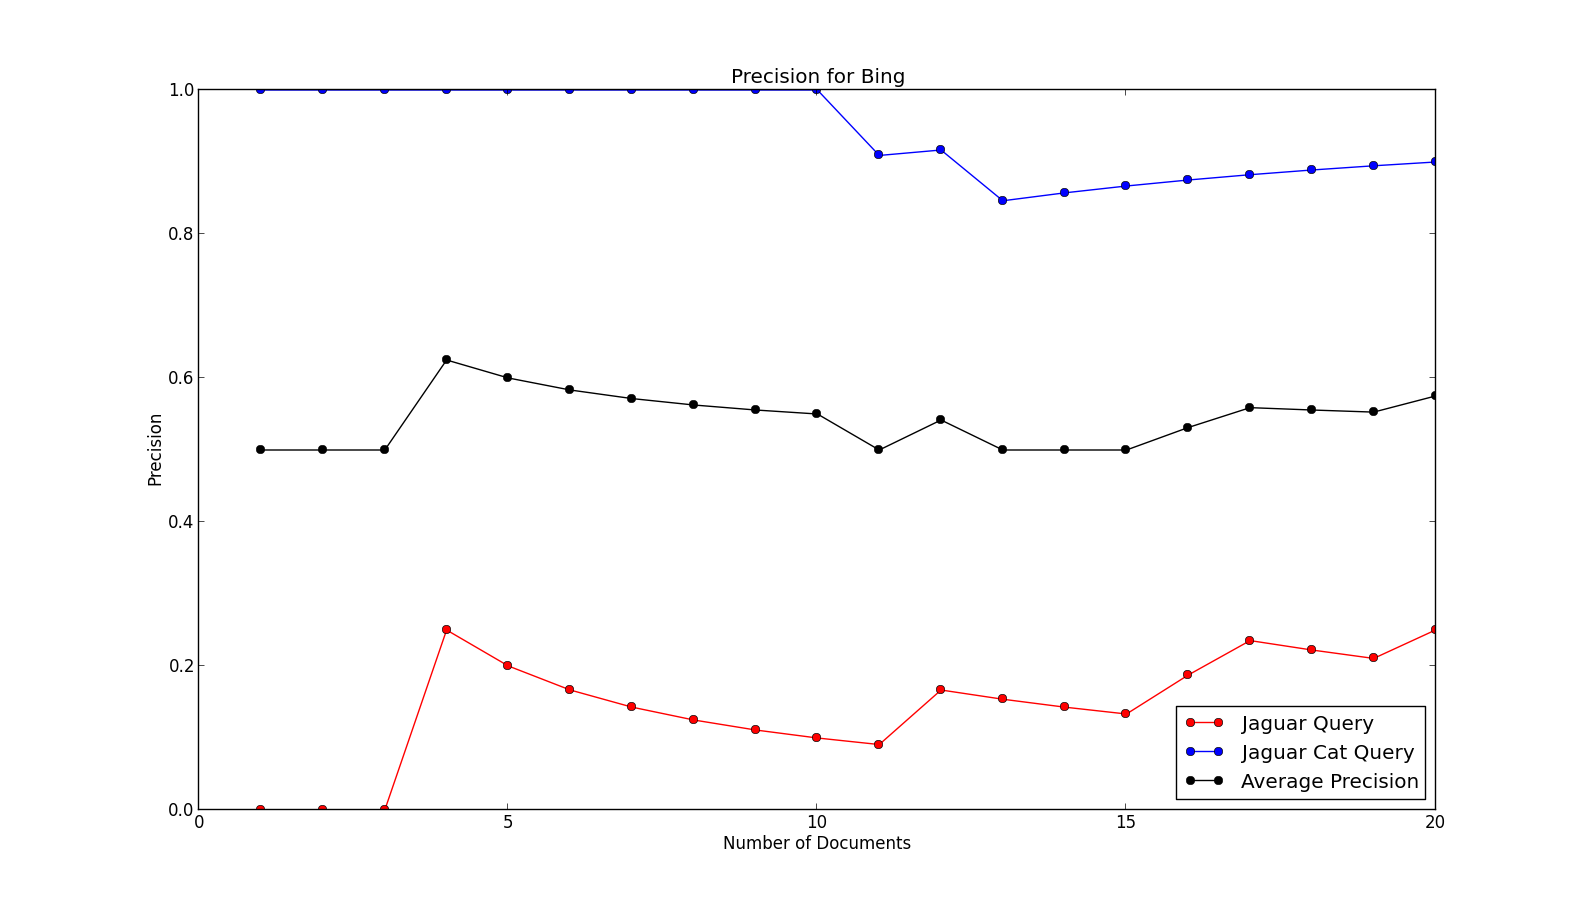 Precision for Bing
1.0
0.8
0.6
0.4
0.2
0.0
Precision
0 5 10 15 20
Number of Documents
Jaguar Query
Jaguar Cat Query
Average Precision